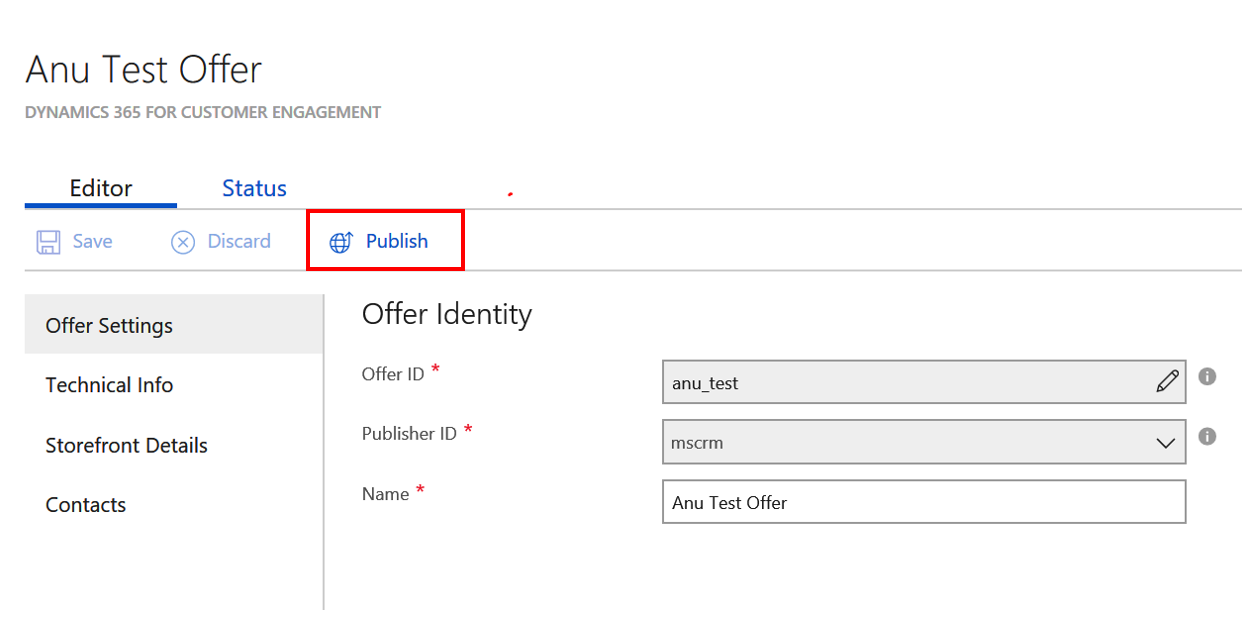 Anu Test Offer
DYNAMICS 365 FOR CUSTOMER ENGAGEMENT
Editor Status
Save Discard Publish
Offer Settings
Technical Info
Storefront Details
Contacts
Offer Identity
Offer ID *
anu_test
Publisher ID *
mscrm
Name *
Anu Test Offer